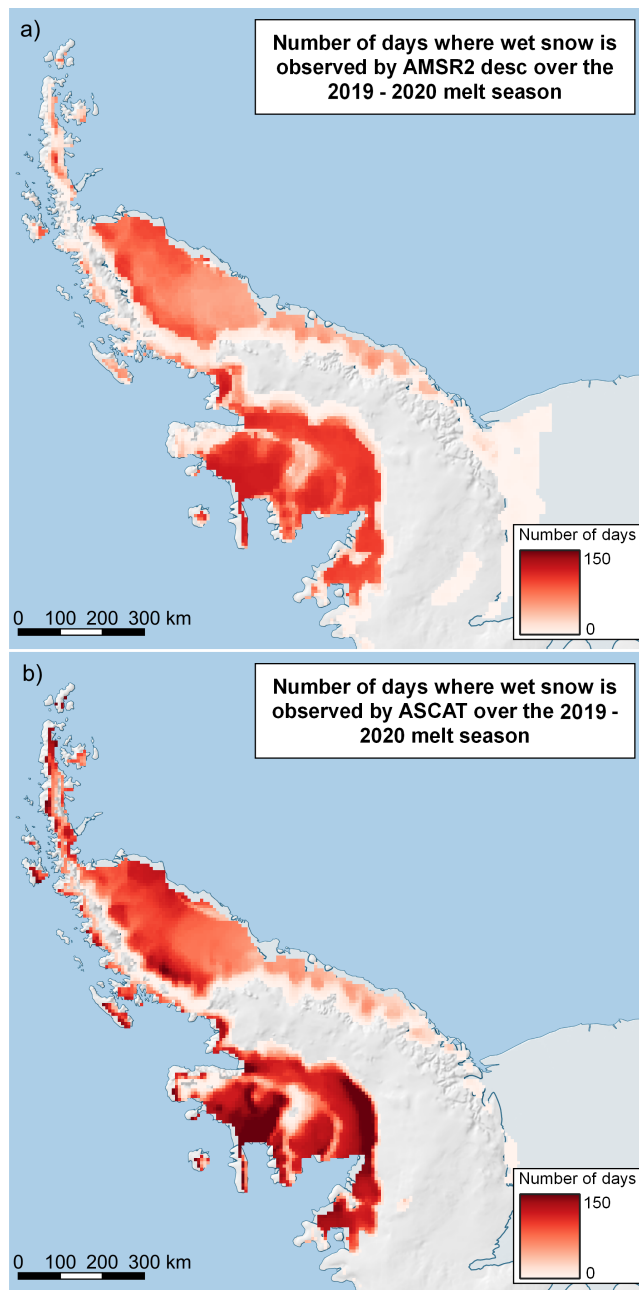 a)
Number of days where wet snow is
observed by AMSR2 desc over the
2019 - 2020 melt season
Number of days
150
0
0 100 200 300 km
b)
Number of days where wet snow is
observed by ASCAT over the 2019 -
2020 melt season
Number of days
150
0
0 100 200 300 km